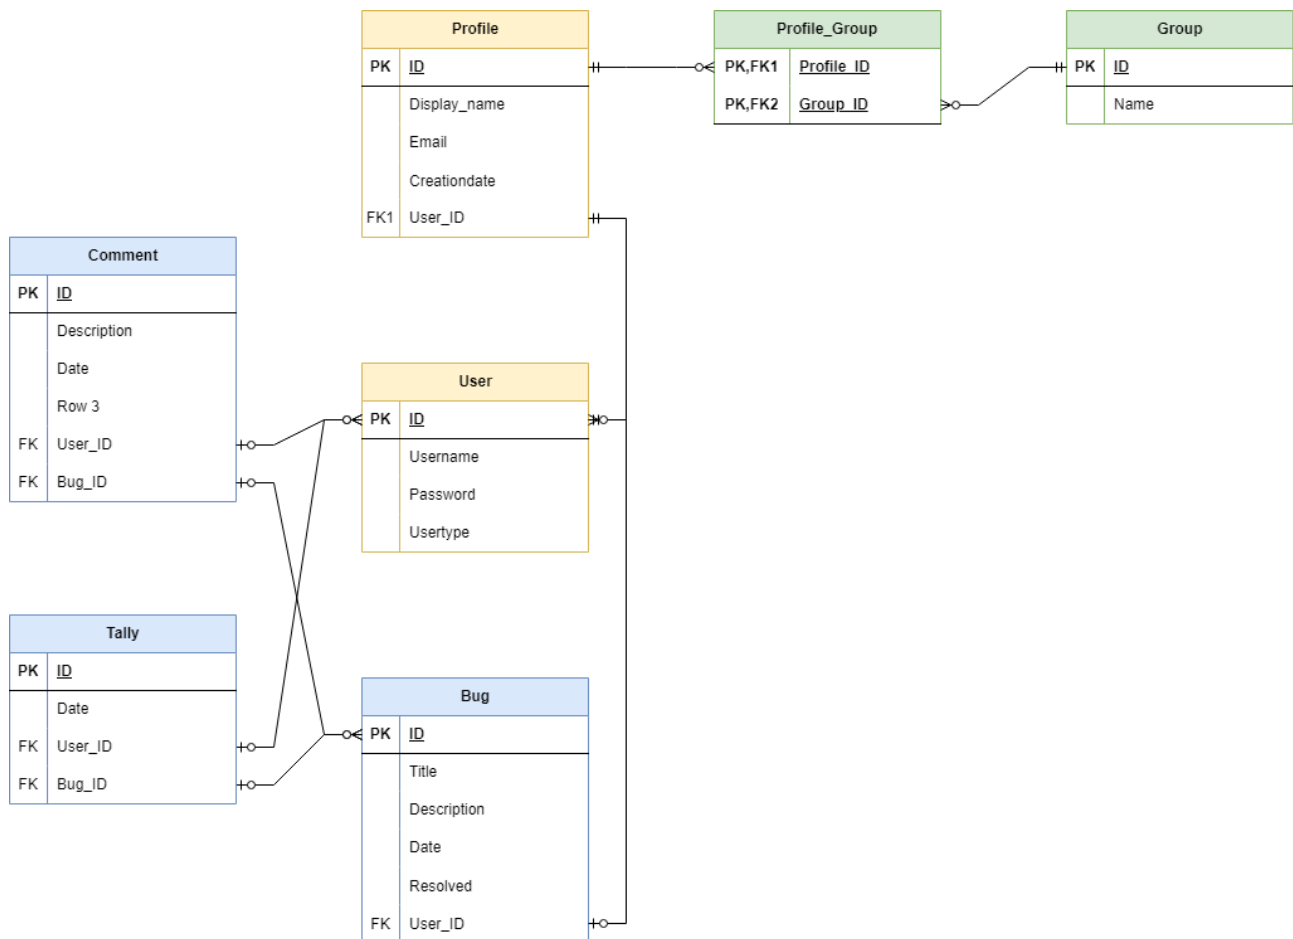 Profile
PK ID
Display_name
Email
Creationdate
FK1 User_ID
Profile_Group
PK,FK1 Profile_ID
PK,FK2 Group_ID
Group
PK ID
Name
Comment
PK ID
Description
Date
Row 3
FK User_ID
FK Bug_ID
User
PK ID
Username
Password
Usertype
Tally
PK ID
Date
FK User_ID
FK Bug_ID
Bug
PK ID
Title
Description
Date
Resolved
FK User_ID